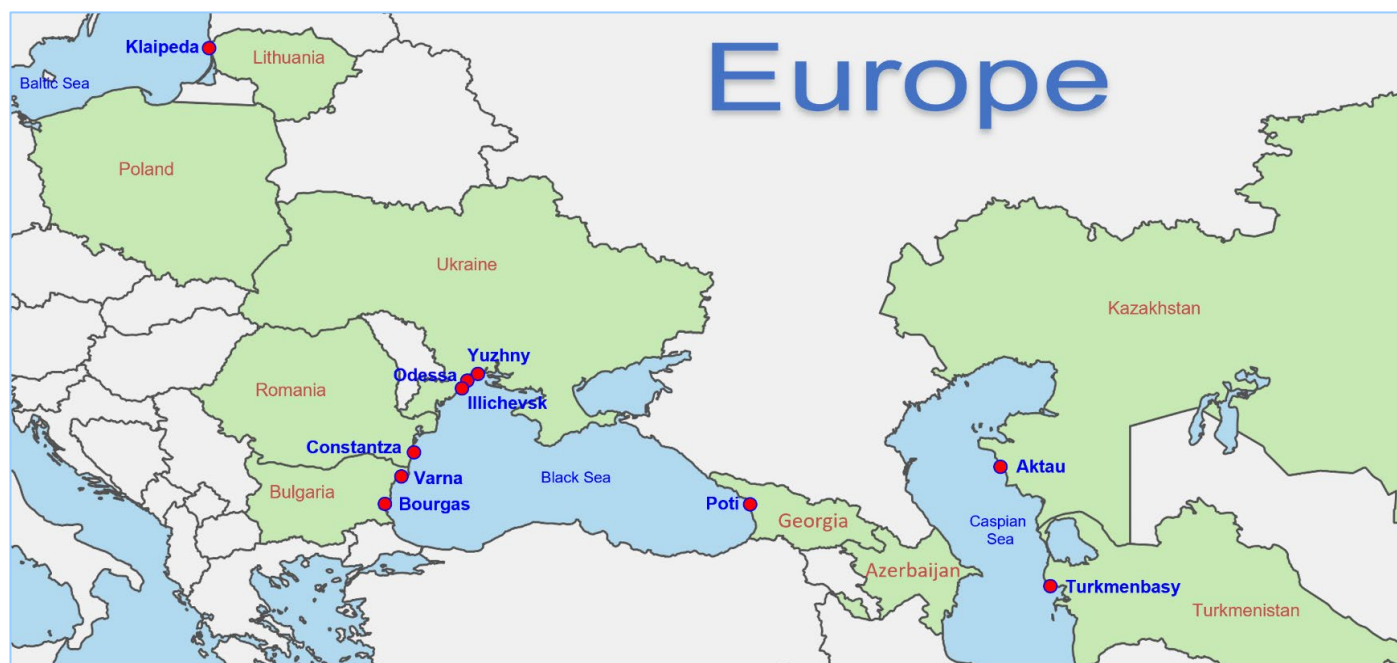 Europe
Klaipeda
Lithuania
Baltic Sea
Poland
Ukraine
Kazakhstan
Yuzhny
Odessa
Illichevsk
Romania
Constantza
Aktau
Varna
Black Sea
Bulgaria
Bourgas
Poti
Georgia
Caspian
Sea
Azerbaijan
Turkmenbasy
Turkmenistan